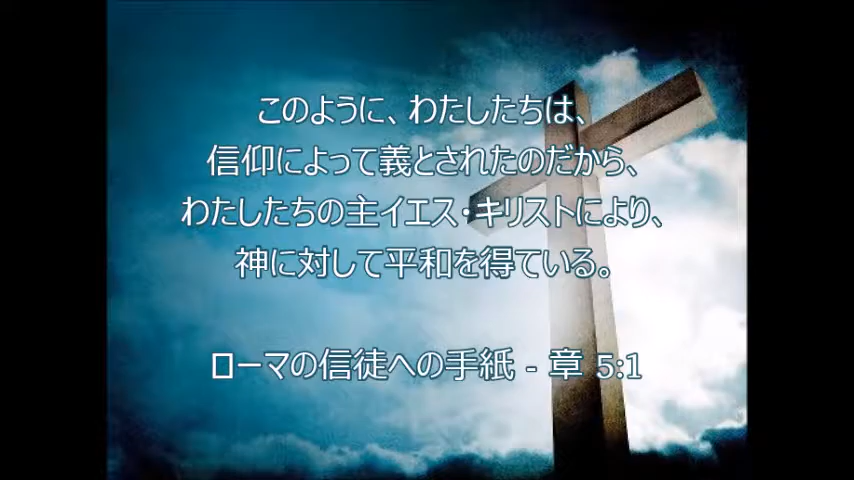 このように、わたしたちは、
信仰によって義とされたのだから、
わたしたちの主イエス・キリストにより、
神に対して平和を得ている。
ローマの信徒への手紙 - 章 5:1